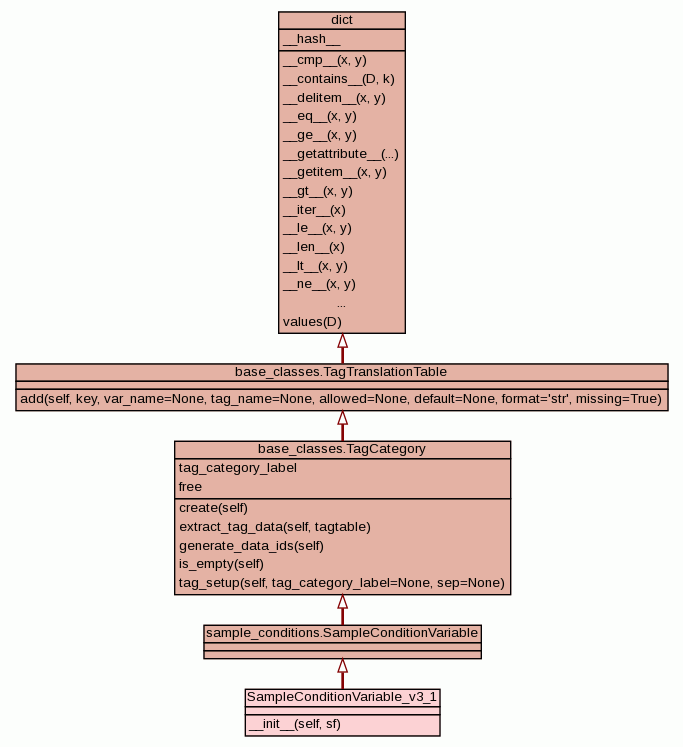 dict
__hash__
__cmp__(x, y)
__contains__(D, k)
__delitem__(x, y)
__eq__(x, y)
__ge__(x, y)
__getattribute__(...)
__getitem__(x, y)
__gt__(x, y)
__iter__(x)
__le__(x, y)
__len__(x)
__lt__(x, y)
__ne__(x, y)
...
values(D)
base_classes.TagTranslationTable
add(self, key, var_name=None, tag_name=None, allowed=None, default=None, format='str', missing=True)
base_classes.TagCategory
tag_category_label
free
create(self)
extract_tag_data(self, tagtable)
generate_data_ids(self)
is_empty(self)
tag_setup(self, tag_category_label=None, sep=None)
sample_conditions.SampleConditionVariable
SampleConditionVariable_v3_1
__init__(self, sf)